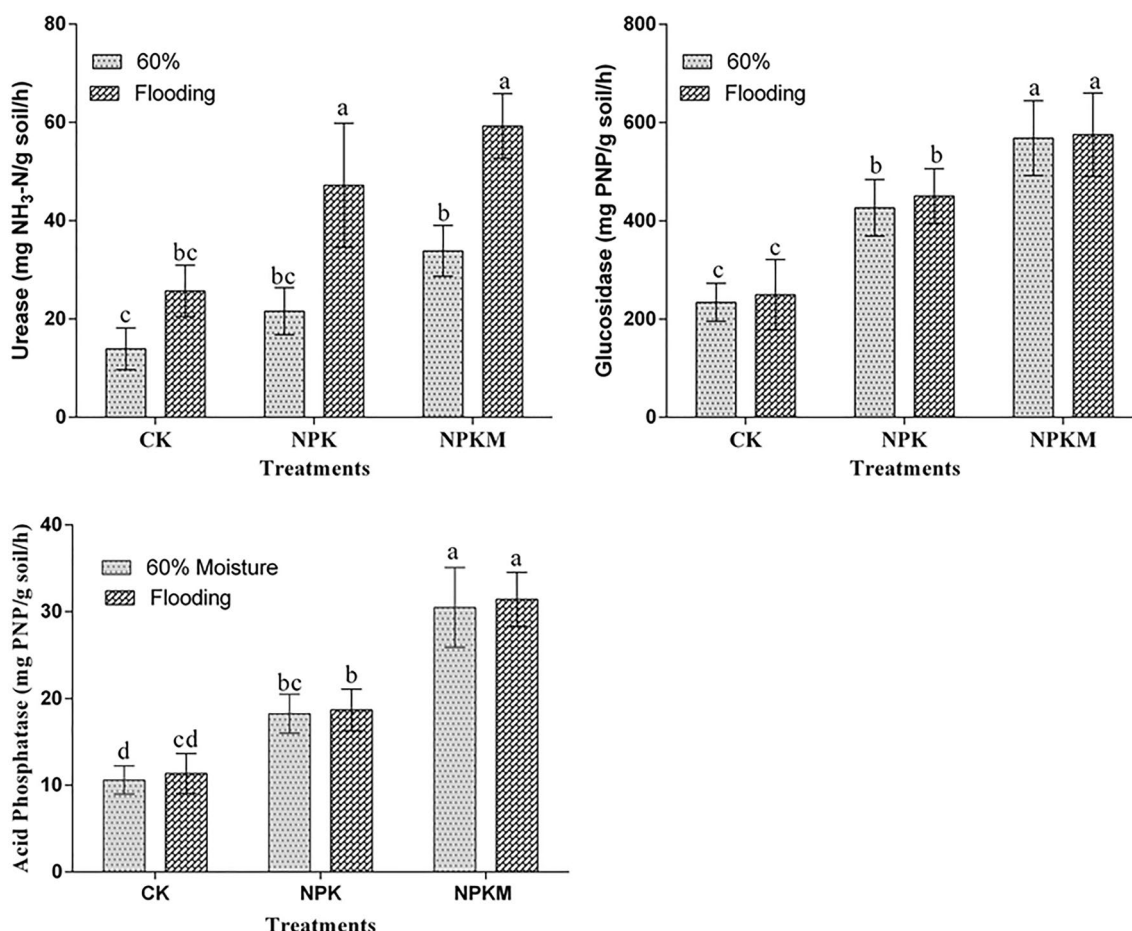 Urease (mg NH₃-N/g soil/h)
80
60
40
20
0
60%
Flooding
c
bc
bc
a
b
a
CK NPK NPKM
Treatments
Glucosidase (mg PNP/g soil/h)
800
600
400
200
0
60%
Flooding
c
c
b
b
a
a
CK NPK NPKM
Treatments
Acid Phosphatase (mg PNP/g soil/h)
40
30
20
10
0
60% Moisture
Flooding
d
cd
bc
b
a
a
CK NPK NPKM
Treatments